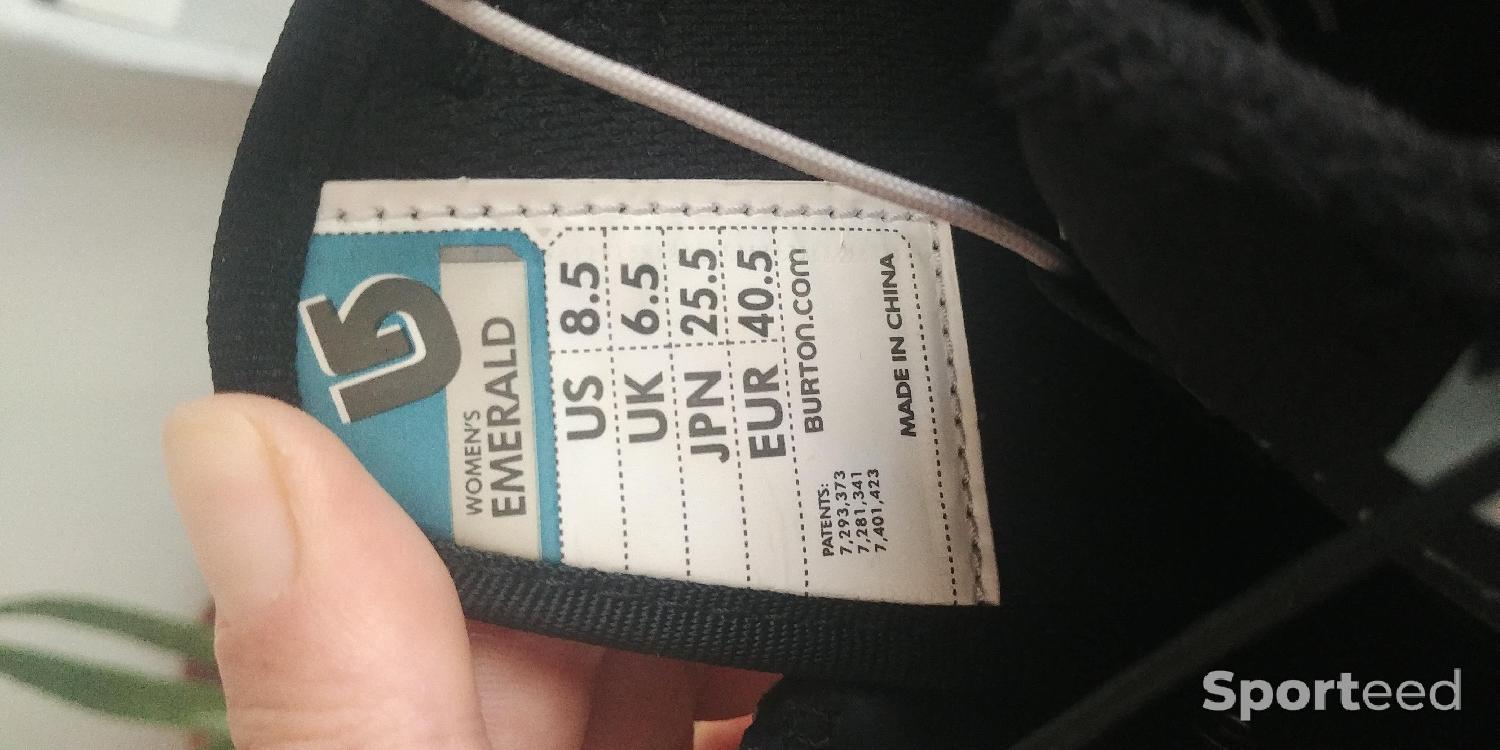 WOMEN'S
EMERALD
US 8.5
UK 6.5
JPN 25.5
EUR 40.5
BURTON.COM
PATENTS:
7,293,373
7,281,341
7,401,423
MADE IN CHINA
Sporteed